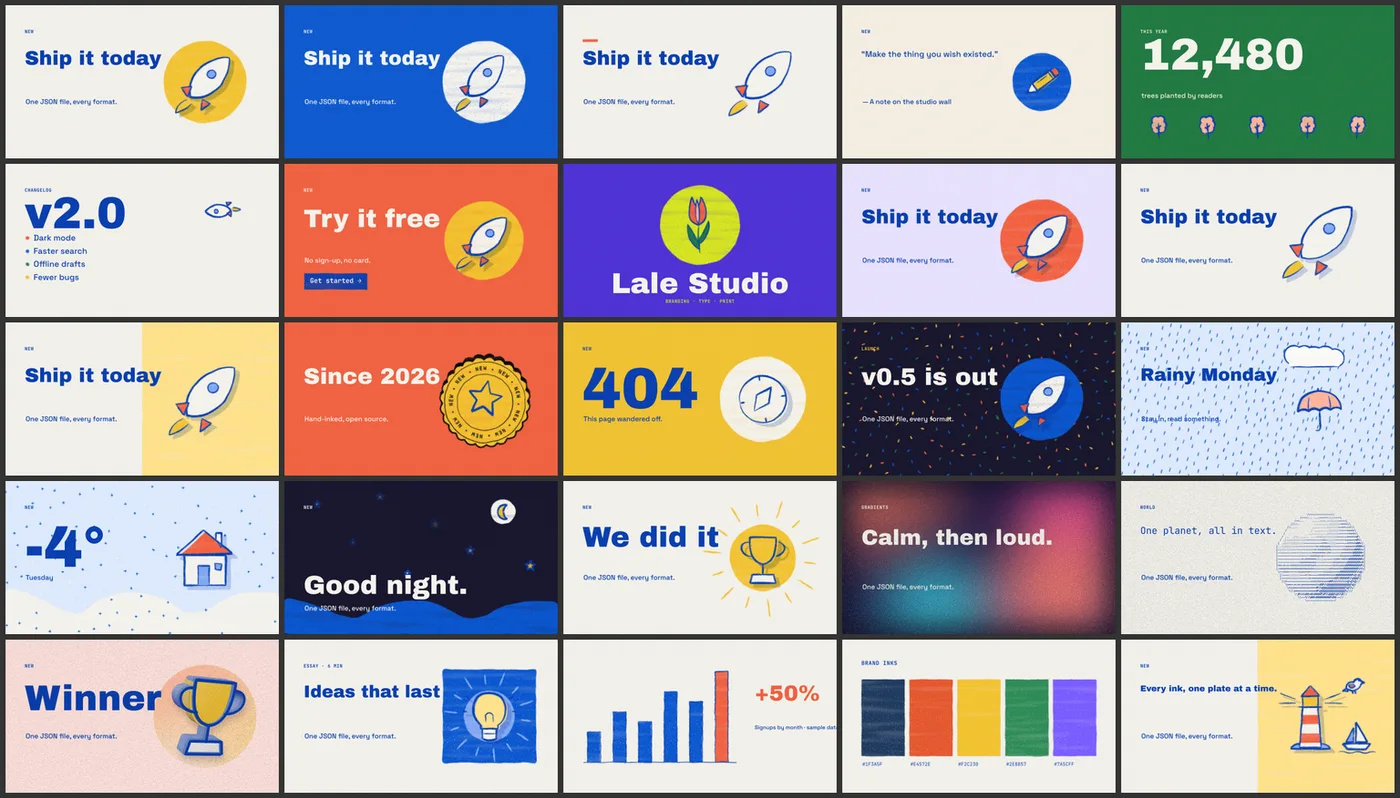 NEW
Ship it today
One JSON file, every format.
NEW
Ship it today
One JSON file, every format.
Ship it today
One JSON file, every format.
NEW
“Make the thing you wish existed.”
— A note on the studio wall
THIS YEAR
12,480
trees planted by readers
CHANGELOG
v2.0
Dark mode
Faster search
Offline drafts
Fewer bugs
NEW
Try it free
No sign-up, no card.
Get started →
Lale Studio
BRANDING · TYPE · PRINT
NEW
Ship it today
One JSON file, every format.
NEW
Ship it today
One JSON file, every format.
NEW
Ship it today
One JSON file, every format.
NEW
Since 2026
Hand-inked, open source.
NEW • NEW • NEW • NEW • NEW • NEW • NEW • NEW •
NEW
404
This page wandered off.
LAUNCH
v0.5 is out
One JSON file, every format.
NEW
Rainy Monday
Stay in, read something.
NEW
-4°
Tuesday
NEW
Good night.
One JSON file, every format.
NEW
We did it
One JSON file, every format.
GRADIENTS
Calm, then loud.
One JSON file, every format.
WORLD
One planet, all in text.
One JSON file, every format.
NEW
Winner
One JSON file, every format.
ESSAY · 4 MIN
Ideas that last
One JSON file, every format.
+50%
Signups by month · sample data
BRAND INKS
#1F3A5F
#E4572E
#F2C230
#2E8B57
#7A5CFF
NEW
Every ink, one plate at a time.
One JSON file, every format.